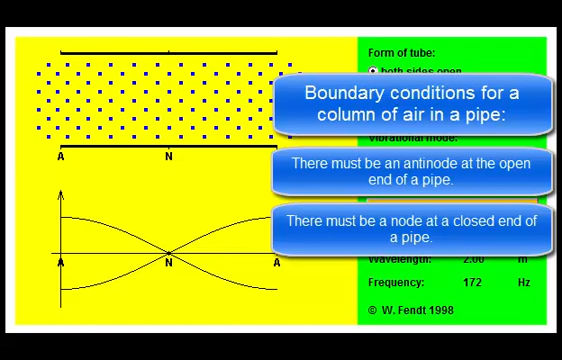 Form of tube:
both sides open
Boundary conditions for a
column of air in a pipe:
Vibrational mode:
A N
There must be an antinode at the open
end of a pipe.
There must be a node at a closed end of
a pipe.
A N A
Wavelength: 2.00 m
Frequency: 172 Hz
© W. Fendt 1998